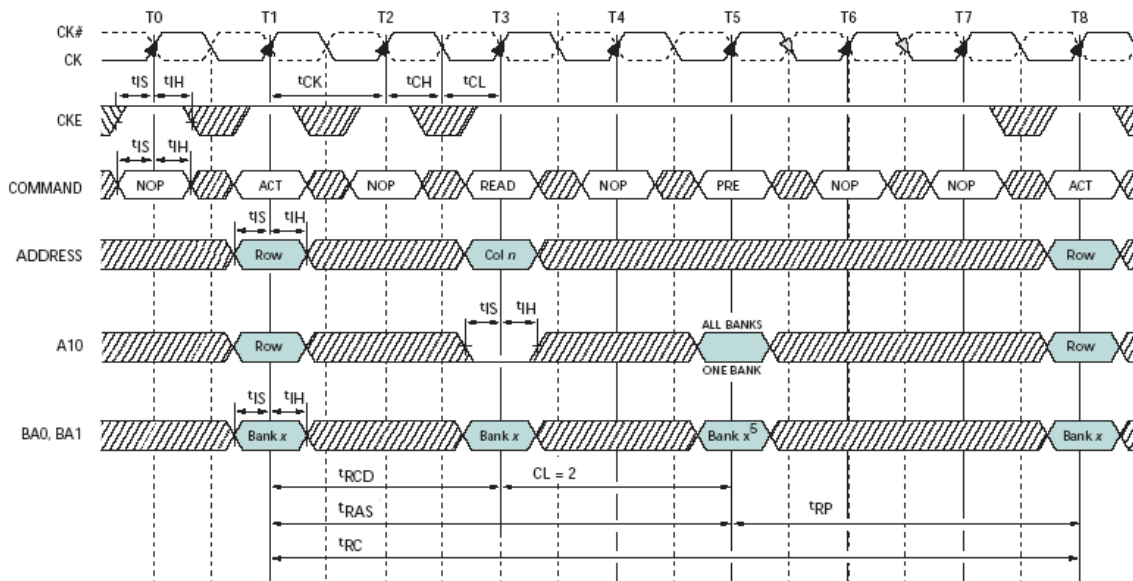 T0 T1 T2 T3 T4 T5 T6 T7 T8
CK#
CK
tIS tIH tCK tCH tCL
CKE
tIS tIH
COMMAND NOP ACT NOP READ NOP PRE NOP NOP ACT
tIS tIH
ADDRESS Row Col n Row
tIS tIH
ALL BANKS
A10 Row Row
ONE BANK
tIS tIH
BA0, BA1 Bank x Bank x Bank x5 Bank x
tRCD CL = 2
tRAS tRP
tRC